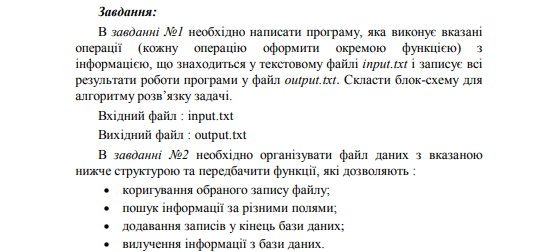 Завдання:
В завданні №1 необхідно написати програму, яка виконує вказані
операції (кожну операцію оформити окремою функцією) з
інформацією, що знаходиться у текстовому файлі input.txt і записує всі
результати роботи програми у файл output.txt. Скласти блок-схему для
алгоритму розв’язку задачі.
Вхідний файл : input.txt
Вихідний файл : output.txt
В завданні №2 необхідно організувати файл даних з вказаною
нижче структурою та передбачити функції, які дозволяють :
• коригування обраного запису файлу;
• пошук інформації за різними полями;
• додавання записів у кінець бази даних;
• вилучення інформації з бази даних.